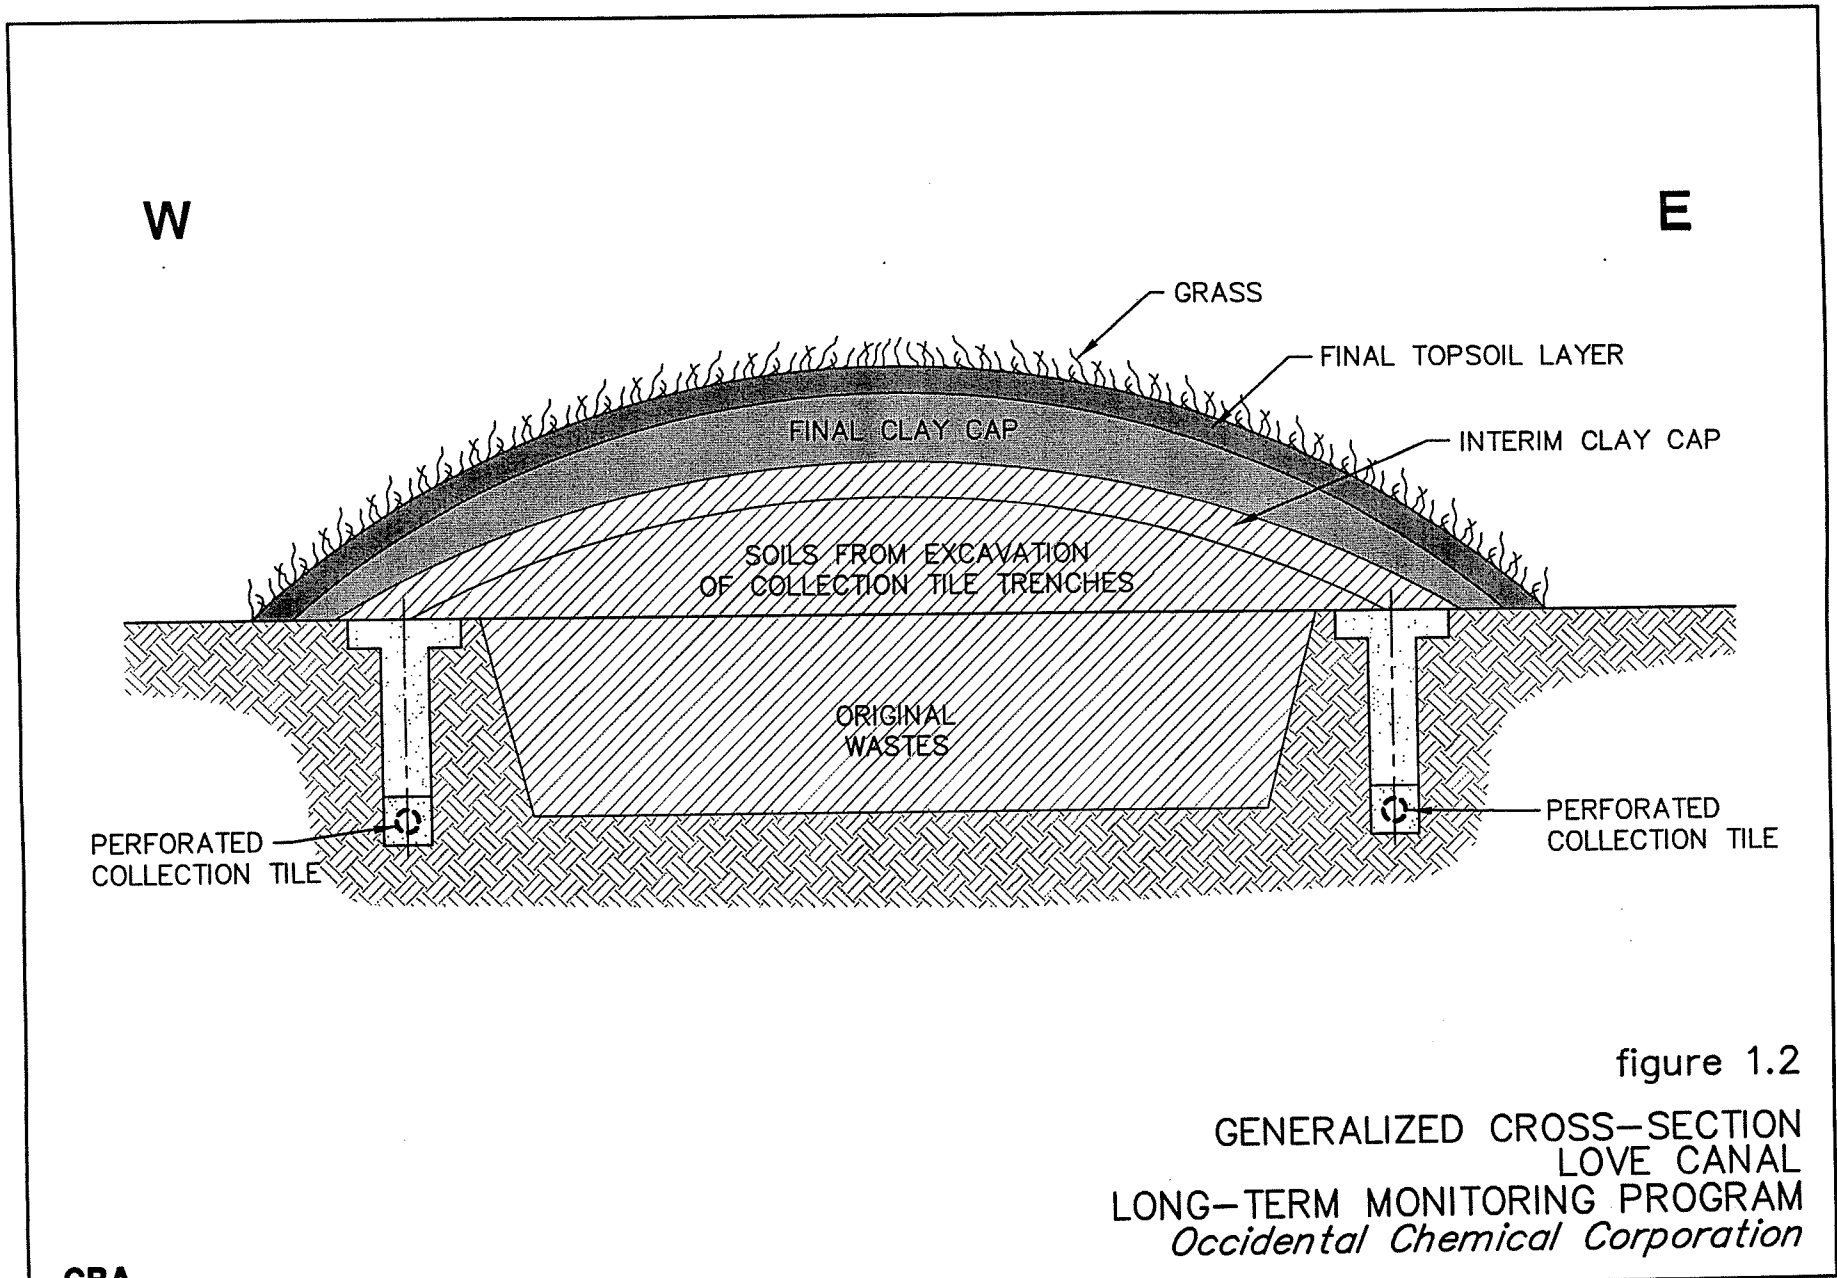 W
E
GRASS
FINAL TOPSOIL LAYER
FINAL CLAY CAP
INTERIM CLAY CAP
SOILS FROM EXCAVATION
OF COLLECTION TILE TRENCHES
ORIGINAL
WASTES
PERFORATED
COLLECTION TILE
PERFORATED
COLLECTION TILE
figure 1.2
GENERALIZED CROSS-SECTION
LOVE CANAL
LONG-TERM MONITORING PROGRAM
Occidental Chemical Corporation